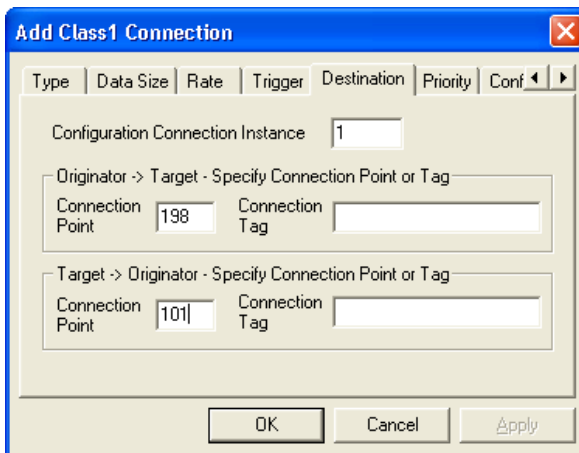 Add Class1 Connection
Type Data Size Rate Trigger Destination Priority Conf
Configuration Connection Instance 1
Originator -> Target - Specify Connection Point or Tag
Connection Point 198 Connection Tag
Target -> Originator - Specify Connection Point or Tag
Connection Point 101 Connection Tag
OK Cancel Apply